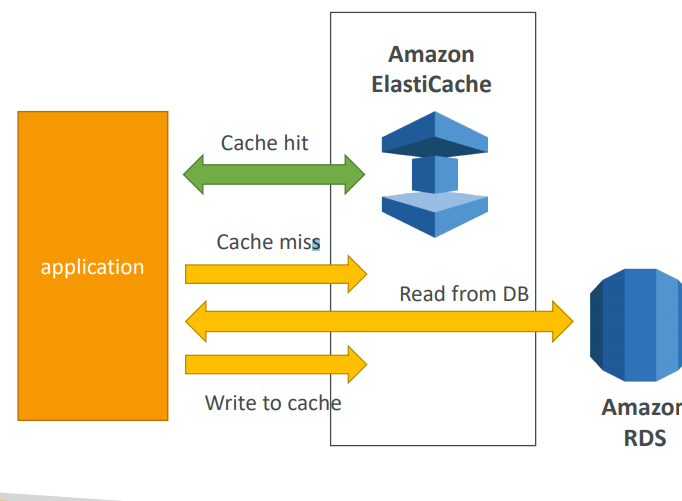 Amazon
ElastiCache
Cache hit
Cache miss
application
Read from DB
Write to cache
Amazon
RDS